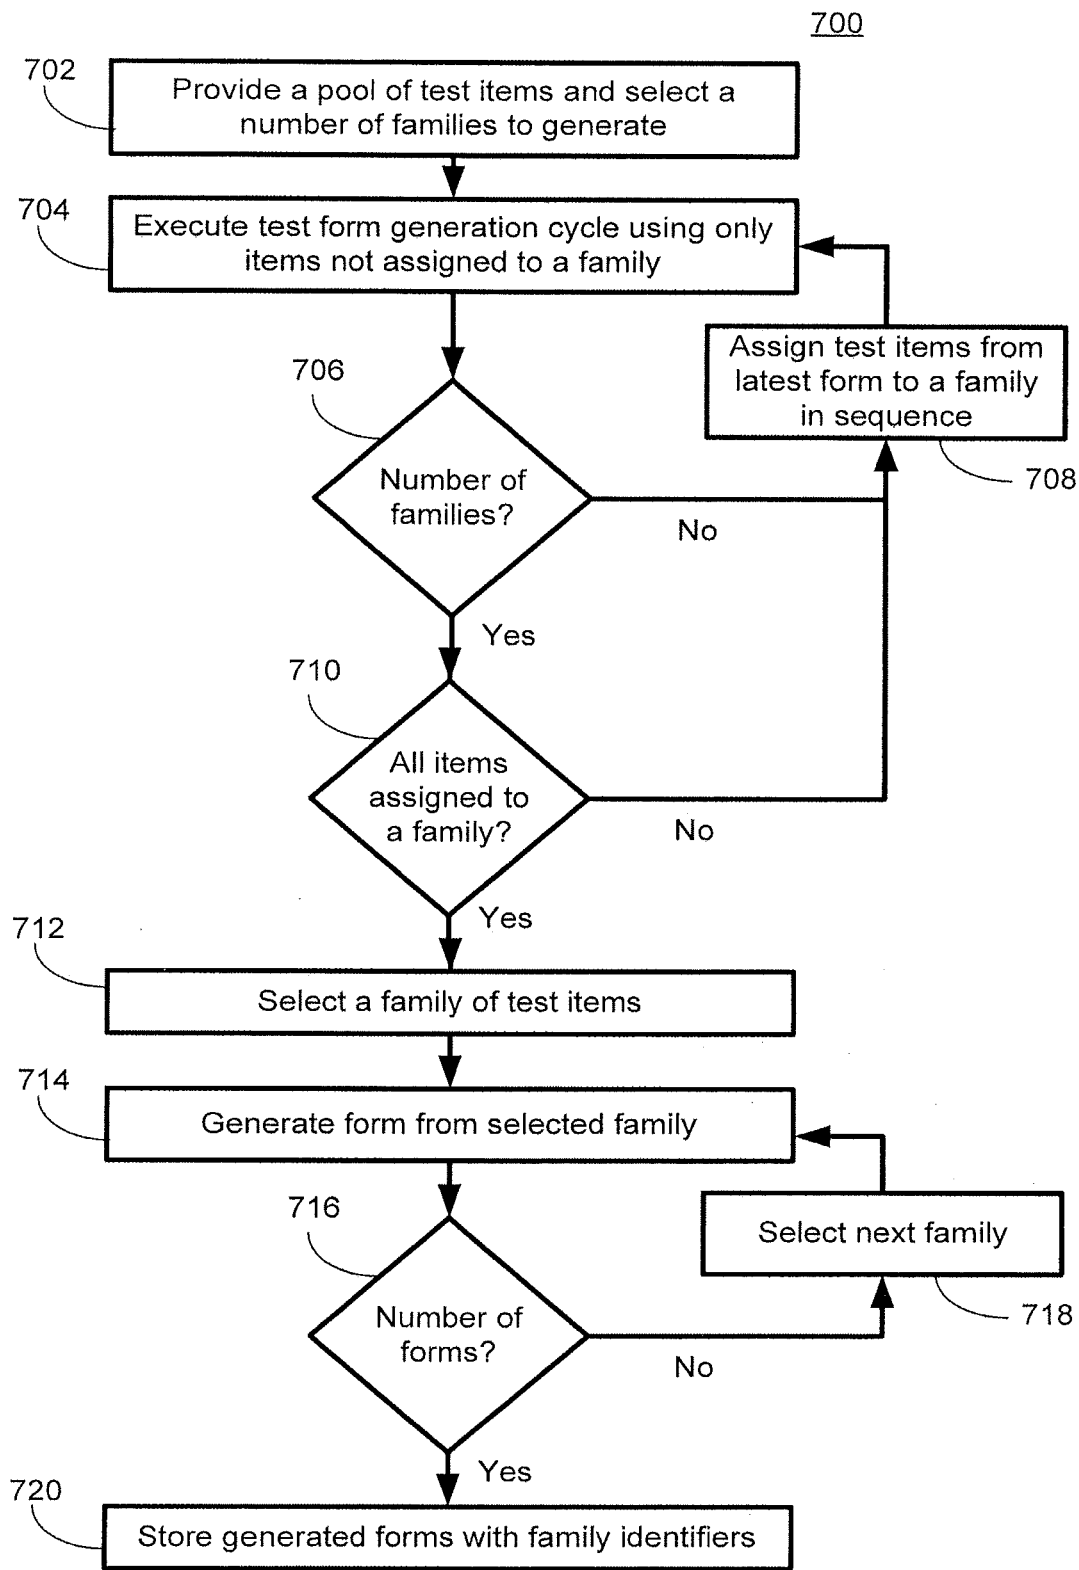 700
702
Provide a pool of test items and select a
number of families to generate
704
Execute test form generation cycle using only
items not assigned to a family
Assign test items from
latest form to a family
in sequence
708
706
Number of
families?
No
Yes
710
All items
assigned to
a family?
No
Yes
712
Select a family of test items
714
Generate form from selected family
716
Number of
forms?
Select next family
718
No
Yes
720
Store generated forms with family identifiers